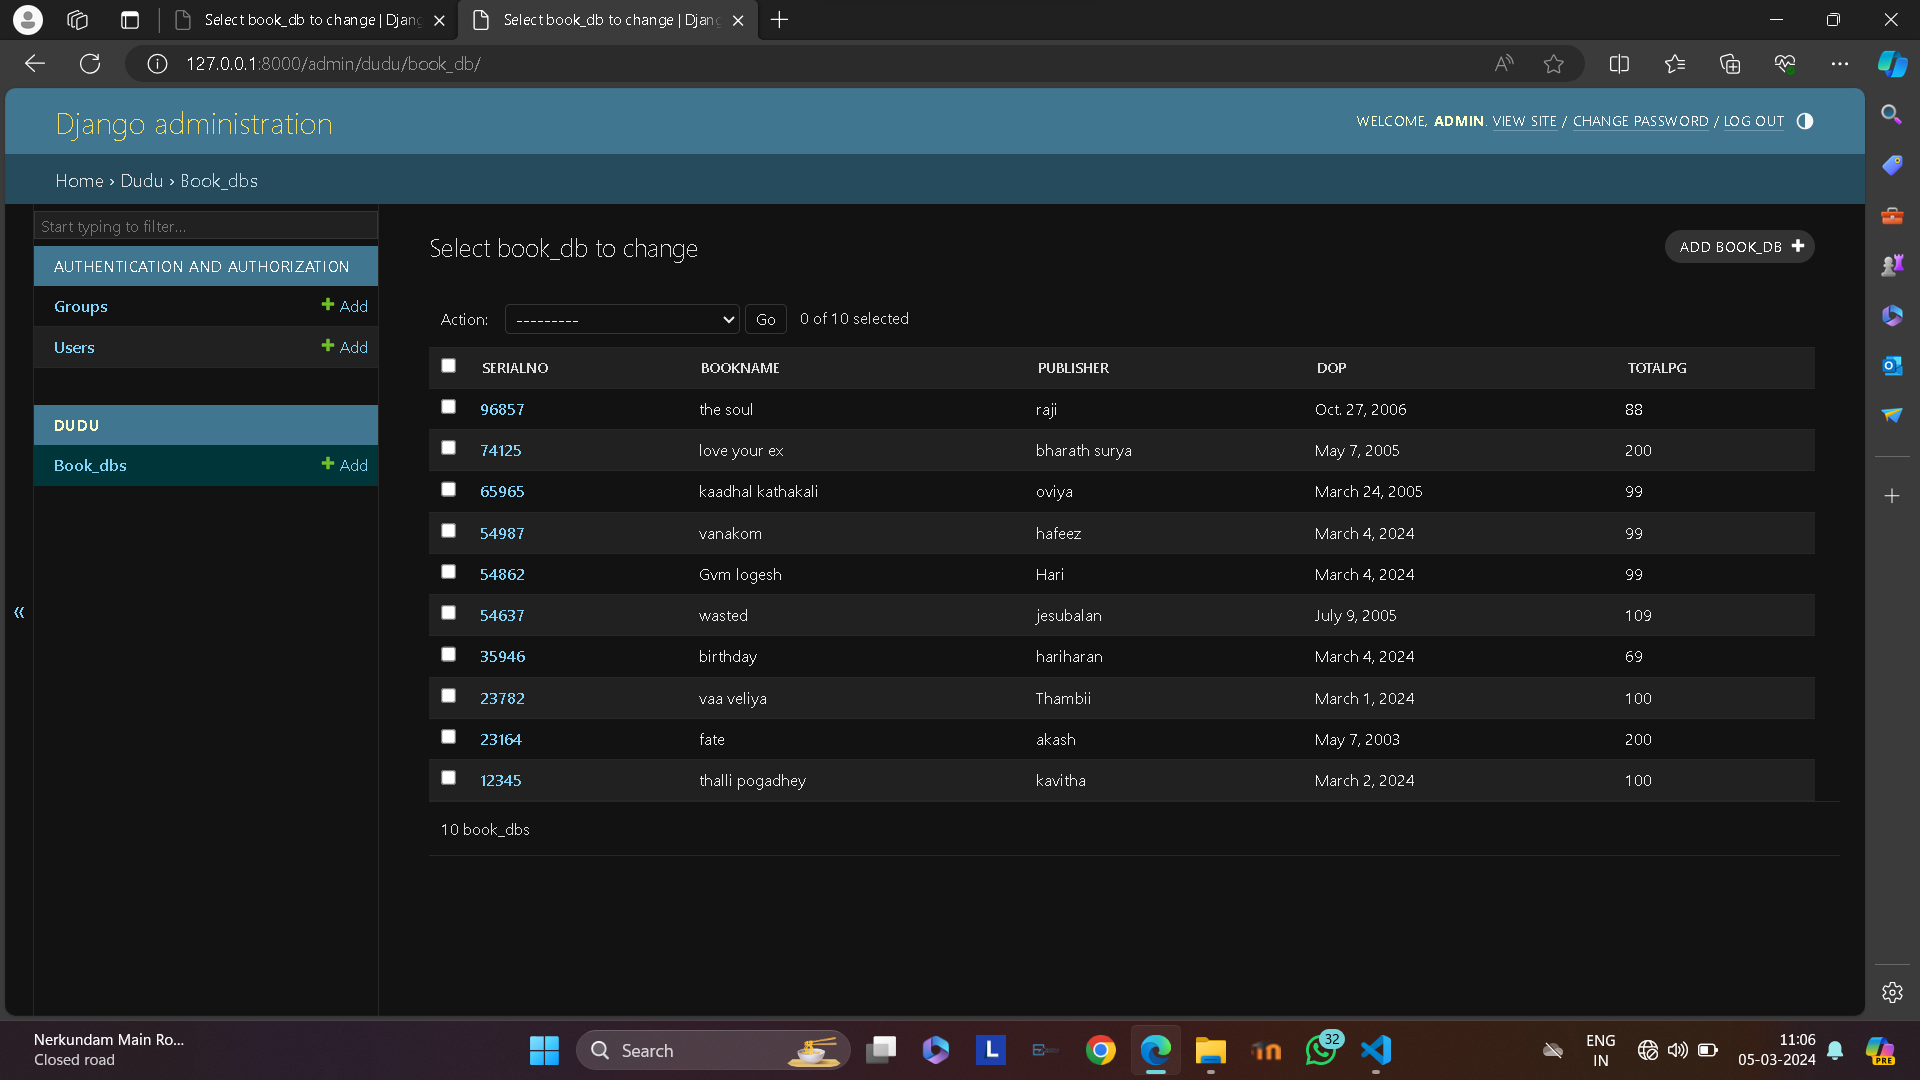 Select book_db to change | Djang
Select book_db to change | Djang
127.0.0.1:8000/admin/dudu/book_db/
Django administration
WELCOME, ADMIN. VIEW SITE / CHANGE PASSWORD / LOG OUT
Home › Dudu › Book_dbs
Start typing to filter...
AUTHENTICATION AND AUTHORIZATION
Groups + Add
Users + Add
DUDU
Book_dbs + Add
«
Select book_db to change
ADD BOOK_DB +
Action: --------- Go 0 of 10 selected
SERIALNO BOOKNAME PUBLISHER DOP TOTALPG
96857 the soul raji Oct. 27, 2006 88
74125 love your ex bharath surya May 7, 2005 200
65965 kaadhal kathakali oviya March 24, 2005 99
54987 vanakom hafeez March 4, 2024 99
54862 Gvm logesh Hari March 4, 2024 99
54637 wasted jesubalan July 9, 2005 109
35946 birthday hariharan March 4, 2024 69
23782 vaa veliya Thambii March 1, 2024 100
23164 fate akash May 7, 2003 200
12345 thalli pogadhey kavitha March 2, 2024 100
10 book_dbs
Nerkundam Main Ro...
Closed road
Search
L
32
ENG
IN
11:06
05-03-2024
PRE